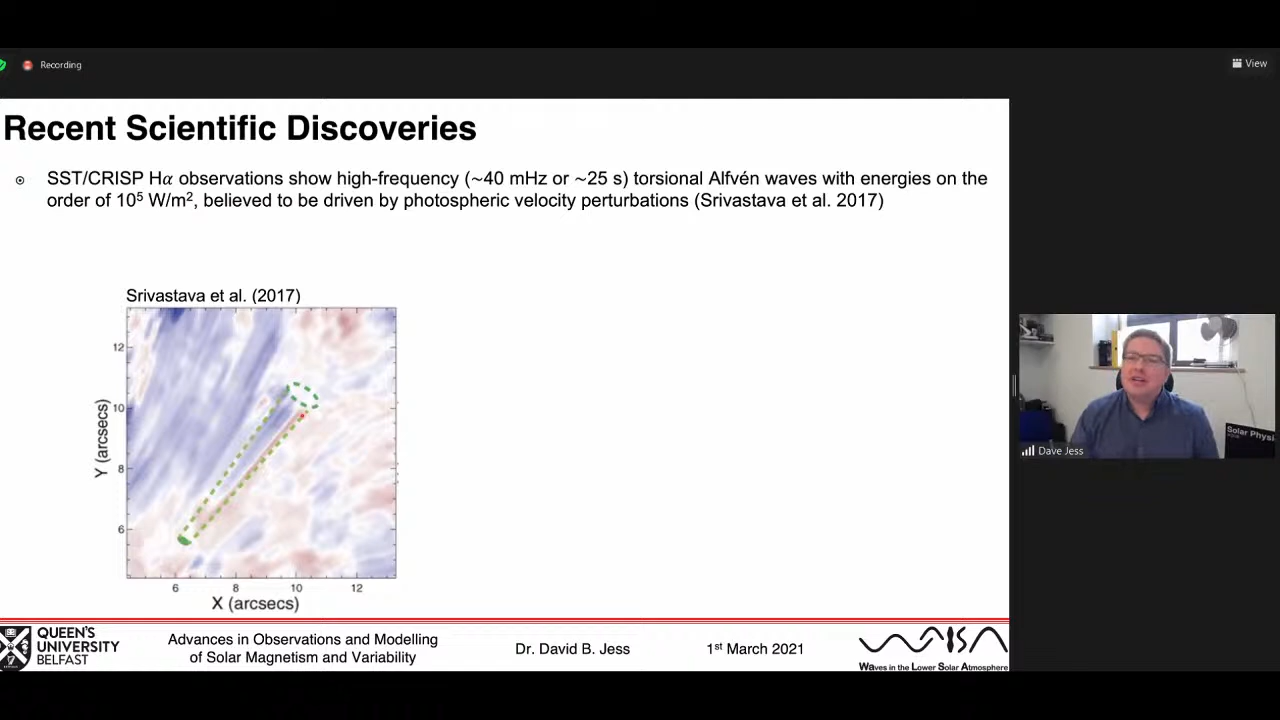 Recording
View
Recent Scientific Discoveries
SST/CRISP Hα observations show high-frequency (~40 mHz or ~25 s) torsional Alfvén waves with energies on the
order of 10⁵ W/m², believed to be driven by photospheric velocity perturbations (Srivastava et al. 2017)
Srivastava et al. (2017)
12
10
8
6
Y (arcsecs)
6 8 10 12
X (arcsecs)
Solar Physi
Dave Jess
QUEEN'S
UNIVERSITY
BELFAST
Advances in Observations and Modelling
of Solar Magnetism and Variability
Dr. David B. Jess
1st March 2021
WaLSA
Waves in the Lower Solar Atmosphere